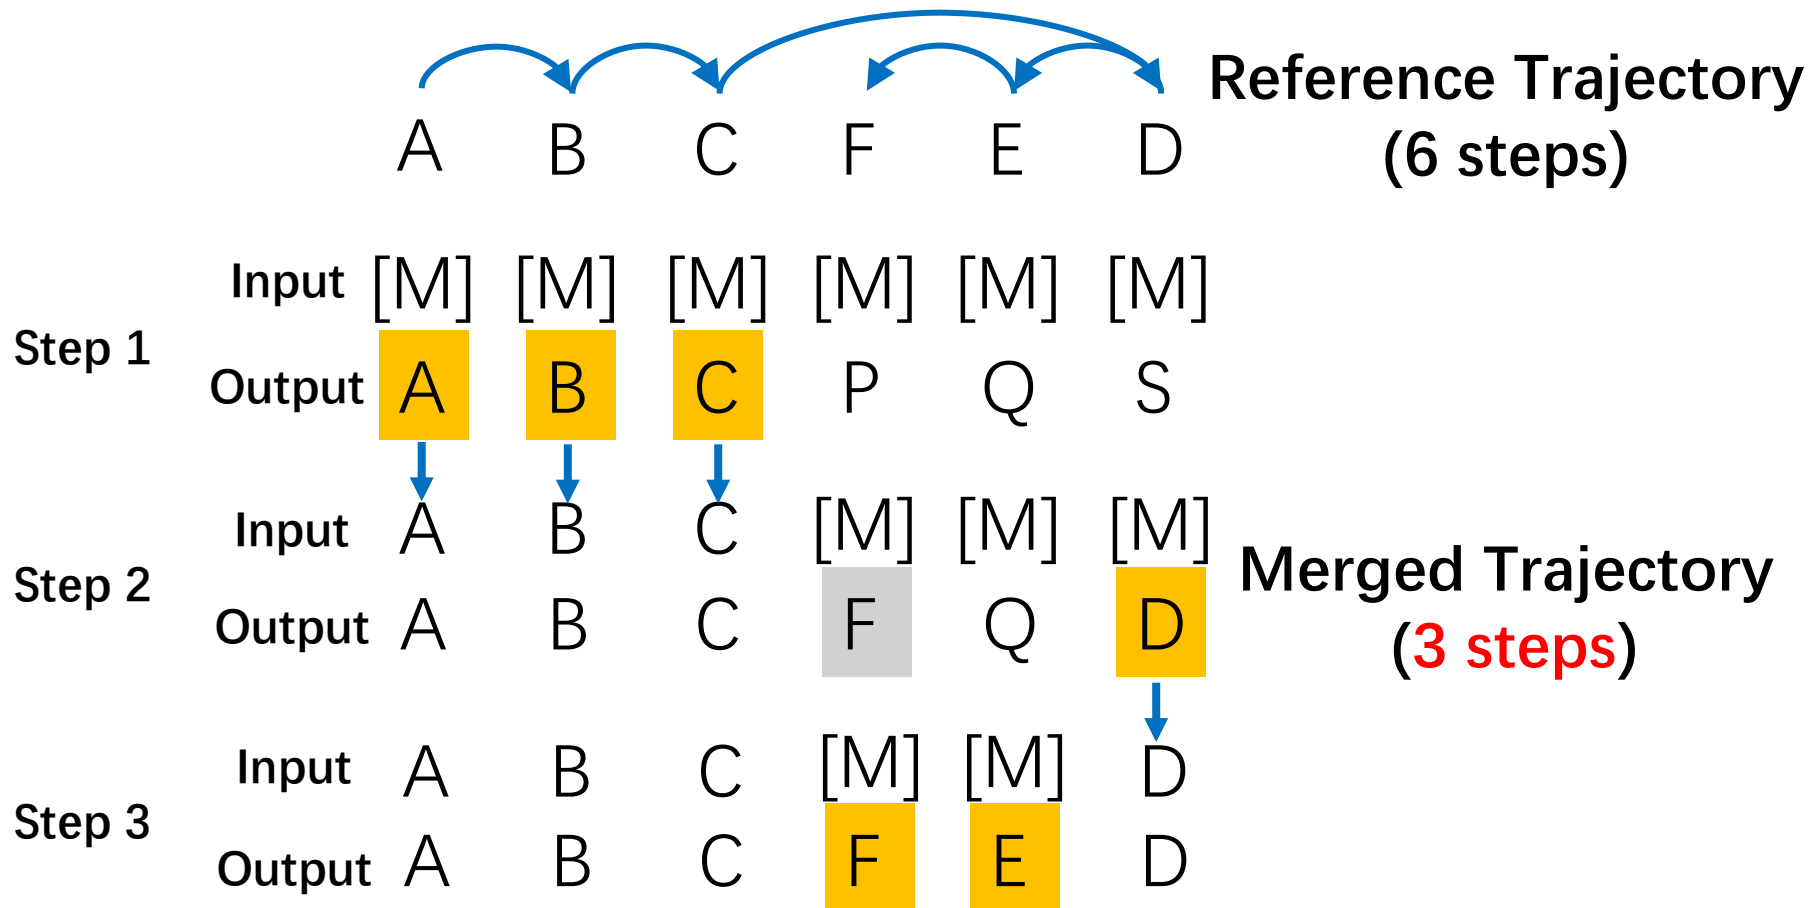 A B C F E D
Reference Trajectory
(6 steps)
Step 1
Input [M] [M] [M] [M] [M] [M]
Output A B C P Q S
Step 2
Input A B C [M] [M] [M]
Output A B C F Q D
Merged Trajectory
(3 steps)
Step 3
Input A B C [M] [M] D
Output A B C F E D